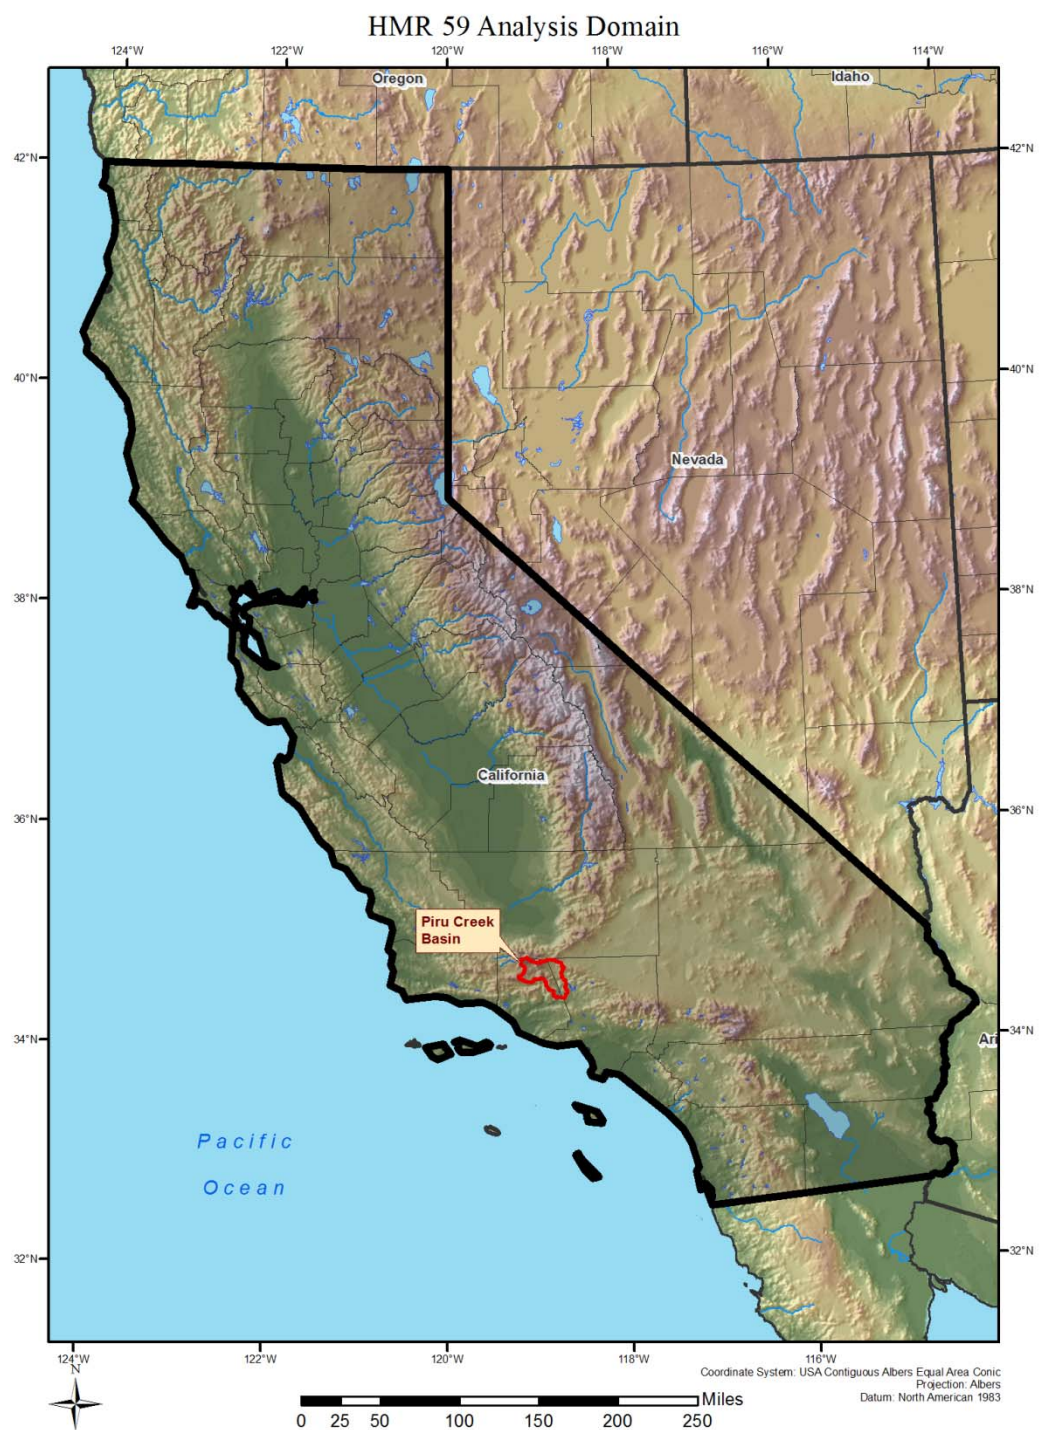 HMR 59 Analysis Domain
124°W 122°W 120°W 118°W 116°W 114°W
Oregon
Idaho
42°N
42°N
40°N
40°N
Nevada
38°N
38°N
California
36°N
36°N
Piru Creek
Basin
34°N
34°N
Ari
Pacific
Ocean
32°N
32°N
124°W 122°W 120°W 118°W 116°W
N
Coordinate System: USA Contiguous Albers Equal Area Conic
Projection: Albers
Datum: North American 1983
Miles
0 25 50 100 150 200 250